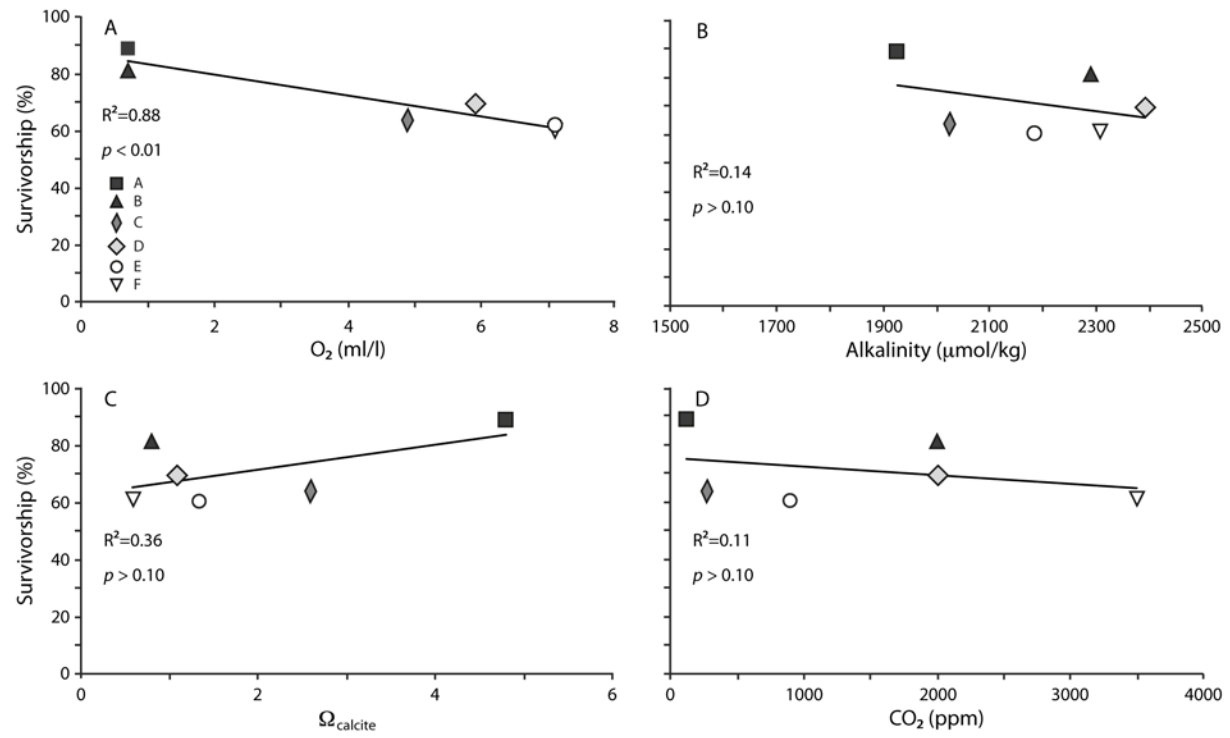 A
100
80
60
40
20
0
Survivorship (%)
R²=0.88
p < 0.01
A
B
C
D
E
F
0 2 4 6 8
O₂ (ml/l)
B
R²=0.14
p > 0.10
1500 1700 1900 2100 2300 2500
Alkalinity (μmol/kg)
C
100
80
60
40
20
0
Survivorship (%)
R²=0.36
p > 0.10
0 2 4 6
Ωcalcite
D
R²=0.11
p > 0.10
0 1000 2000 3000 4000
CO₂ (ppm)